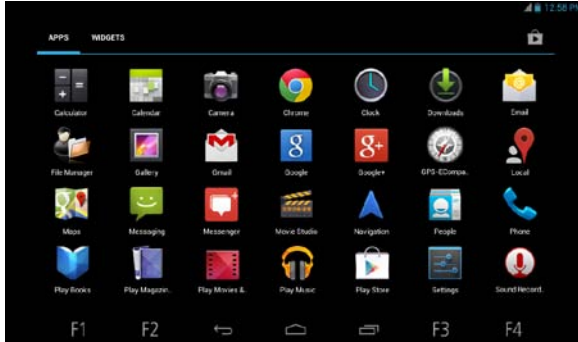 12:58 PM
APPS WIDGETS
Calculator Calendar Camera Chrome Clock Downloads Email
File Manager Gallery Gmail Google Google+ GPS-ECompa.. Local
Maps Messaging Messenger Movie Studio Navigation People Phone
Play Books Play Magazin.. Play Movies &.. Play Music Play Store Settings Sound Record..
F1 F2 F3 F4